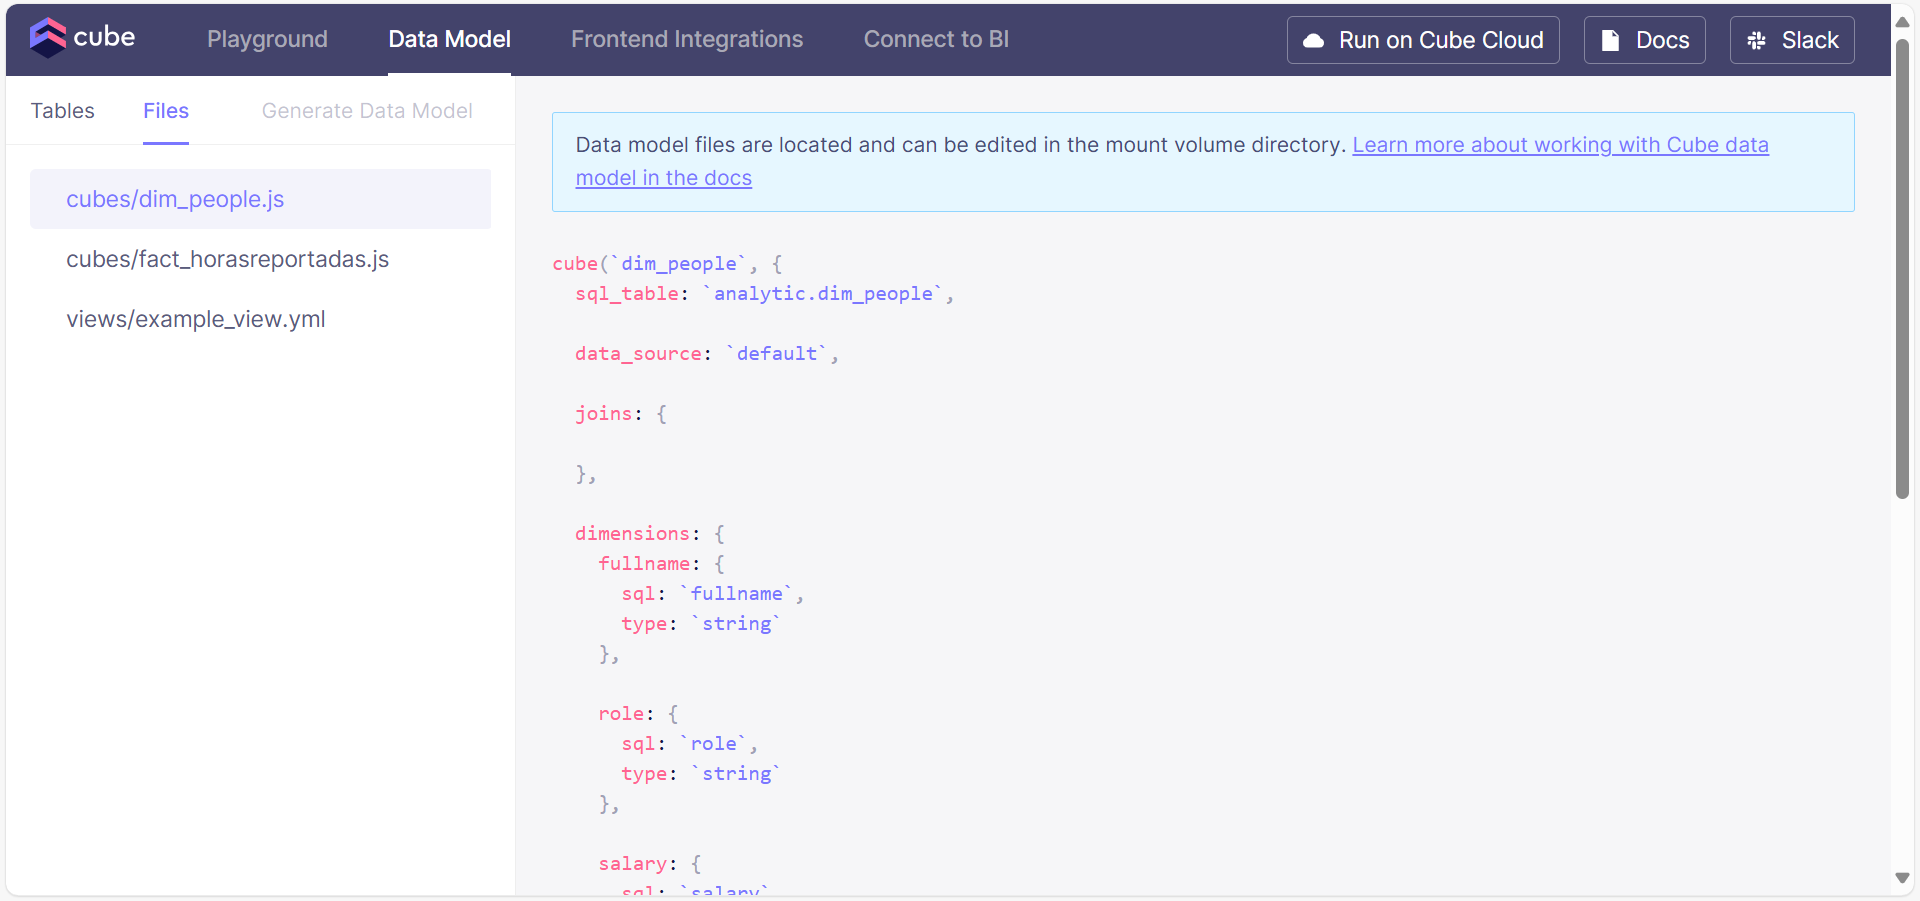 cube
Playground
Data Model
Frontend Integrations
Connect to BI
Run on Cube Cloud
Docs
Slack
Tables
Files
Generate Data Model
cubes/dim_people.js
cubes/fact_horasreportadas.js
views/example_view.yml
Data model files are located and can be edited in the mount volume directory. Learn more about working with Cube data
model in the docs
cube(`dim_people`, {
sql_table: `analytic.dim_people`,
data_source: `default`,
joins: {
},
dimensions: {
fullname: {
sql: `fullname`,
type: `string`
},
role: {
sql: `role`,
type: `string`
},
salary: {
sql: `salary`